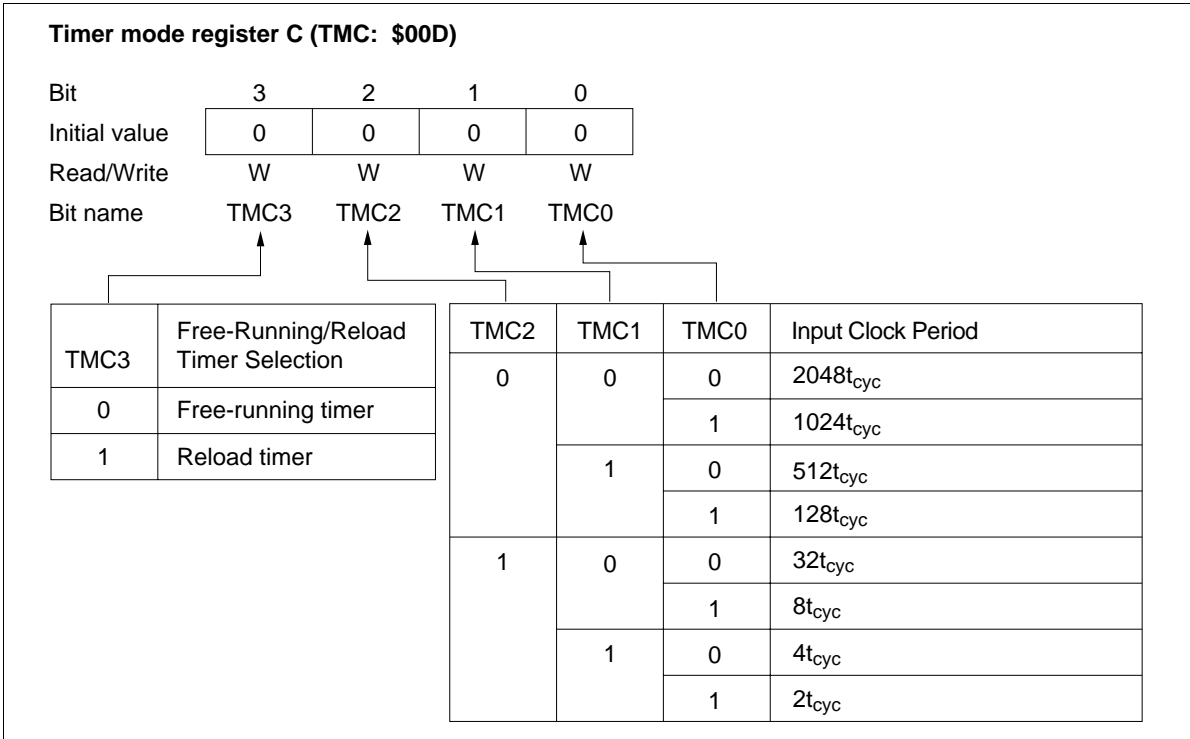 Timer mode register C (TMC: $00D)
Bit 3 2 1 0
Initial value 0 0 0 0
Read/Write W W W W
Bit name TMC3 TMC2 TMC1 TMC0
TMC3 Free-Running/Reload
Timer Selection
0 Free-running timer
1 Reload timer
TMC2 TMC1 TMC0 Input Clock Period
0 0 0 2048tcyc
1 1024tcyc
1 0 512tcyc
1 128tcyc
1 0 0 32tcyc
1 8tcyc
1 0 4tcyc
1 2tcyc